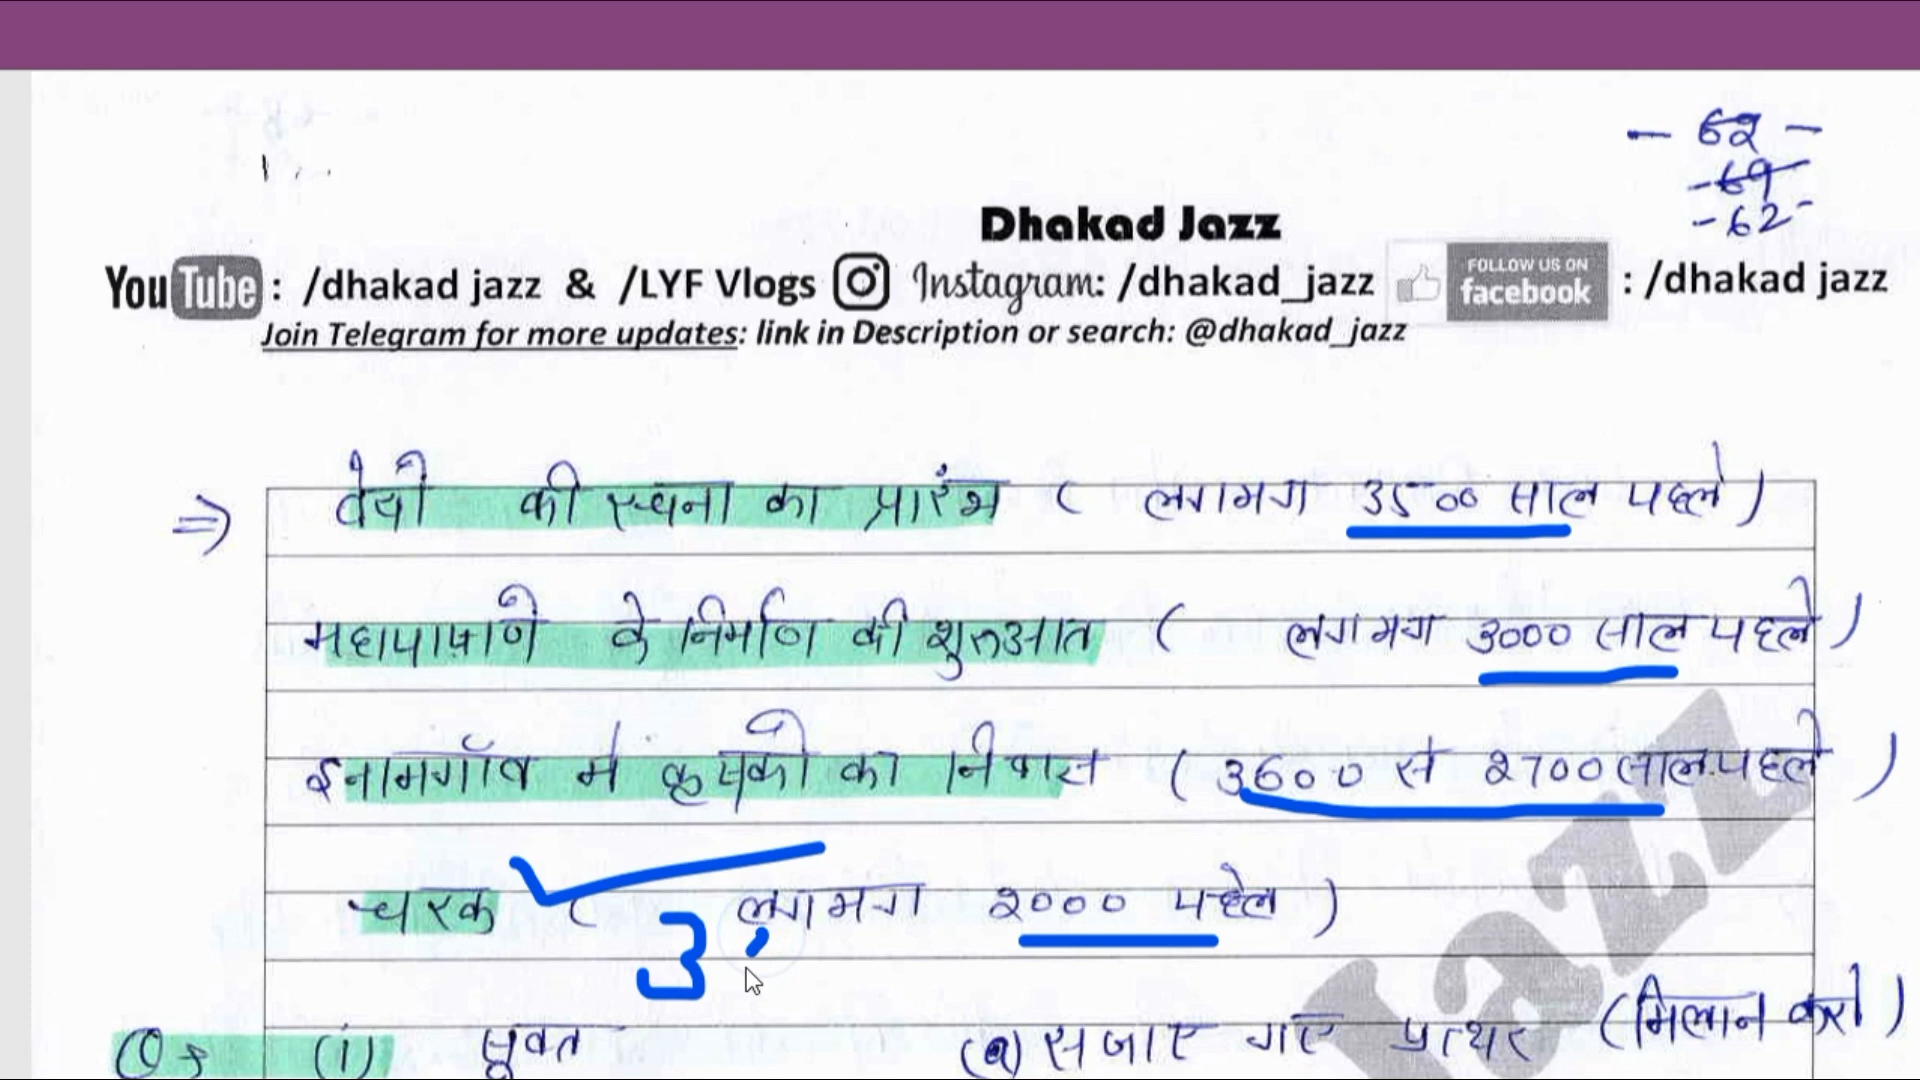 - ६२ -
- 69
- 62 -
Dhakad Jazz
YouTube : /dhakad jazz & /LYF Vlogs Instagram: /dhakad_jazz FOLLOW US ON facebook : /dhakad jazz
Join Telegram for more updates: link in Description or search: @dhakad_jazz
⇒ वेदो की रचना का प्रारंभ ( लगभग 3500 साल पहले )
महापाषाणो के निर्माण की शुरुआत ( लगभग 3000 साल पहले )
इनामगाँव मे कृषकों का निवास ( 3600 से 2700 साल पहले )
चरक ( लगभग 2000 पहले )
3
(i)
(a) सजाए गए पत्थर (मिलान करो)
Jazz